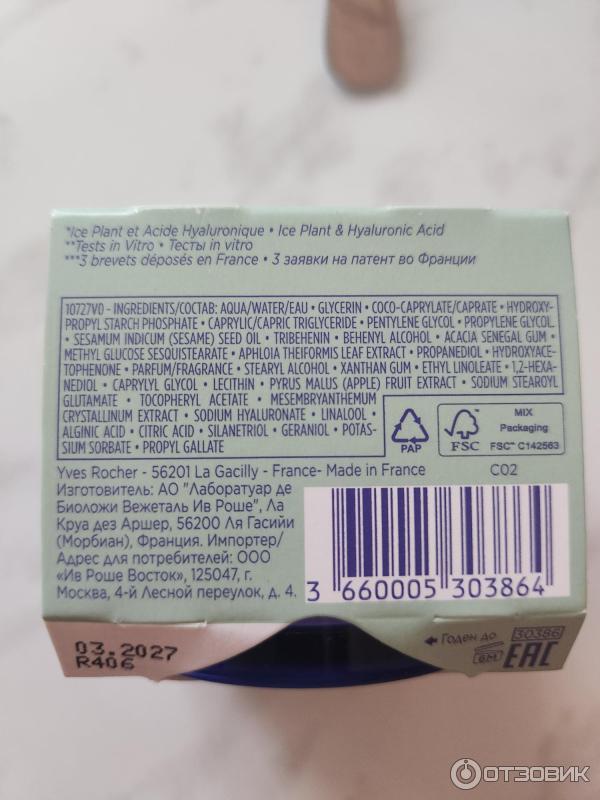 *Ice Plant et Acide Hyaluronique • Ice Plant & Hyaluronic Acid
**Tests in Vitro • Тесты in vitro
***3 brevets déposés en France • 3 заявки на патент во Франции
10727V0 - INGREDIENTS/СОСТАВ: AQUA/WATER/EAU • GLYCERIN • COCO-CAPRYLATE/CAPRATE • HYDROXY-
PROPYL STARCH PHOSPHATE • CAPRYLIC/CAPRIC TRIGLYCERIDE • PENTYLENE GLYCOL • PROPYLENE GLYCOL
• SESAMUM INDICUM (SESAME) SEED OIL • TRIBEHENIN • BEHENYL ALCOHOL • ACACIA SENEGAL GUM •
METHYL GLUCOSE SESQUISTEARATE • APHLOIA THEIFORMIS LEAF EXTRACT • PROPANEDIOL • HYDROXYACE-
TOPHENONE • PARFUM/FRAGRANCE • STEARYL ALCOHOL • XANTHAN GUM • ETHYL LINOLEATE • 1,2-HEXA-
NEDIOL • CAPRYLYL GLYCOL • LECITHIN • PYRUS MALUS (APPLE) FRUIT EXTRACT • SODIUM STEAROYL
GLUTAMATE • TOCOPHERYL ACETATE • MESEMBRYANTHEMUM
CRYSTALLINUM EXTRACT • SODIUM HYALURONATE • LINALOOL •
ALGINIC ACID • CITRIC ACID • SILANETRIOL • GERANIOL • POTAS-
SIUM SORBATE • PROPYL GALLATE
PAP
FSC
MIX
Packaging
FSC™ C142563
Yves Rocher - 56201 La Gacilly - France- Made in France
C02
Изготовитель: АО "Лаборатуар де
Биоложи Вежеталь Ив Роше", Ла
Круа дез Аршер, 56200 Ля Гасийи
(Морбиан), Франция. Импортер/
Адрес для потребителей: ООО
«Ив Роше Восток», 125047, г.
Москва, 4-й Лесной переулок, д. 4.
3 660005 303864
03.2027
R406
Годен до
30386
6M
EAC
ОТЗОВИК